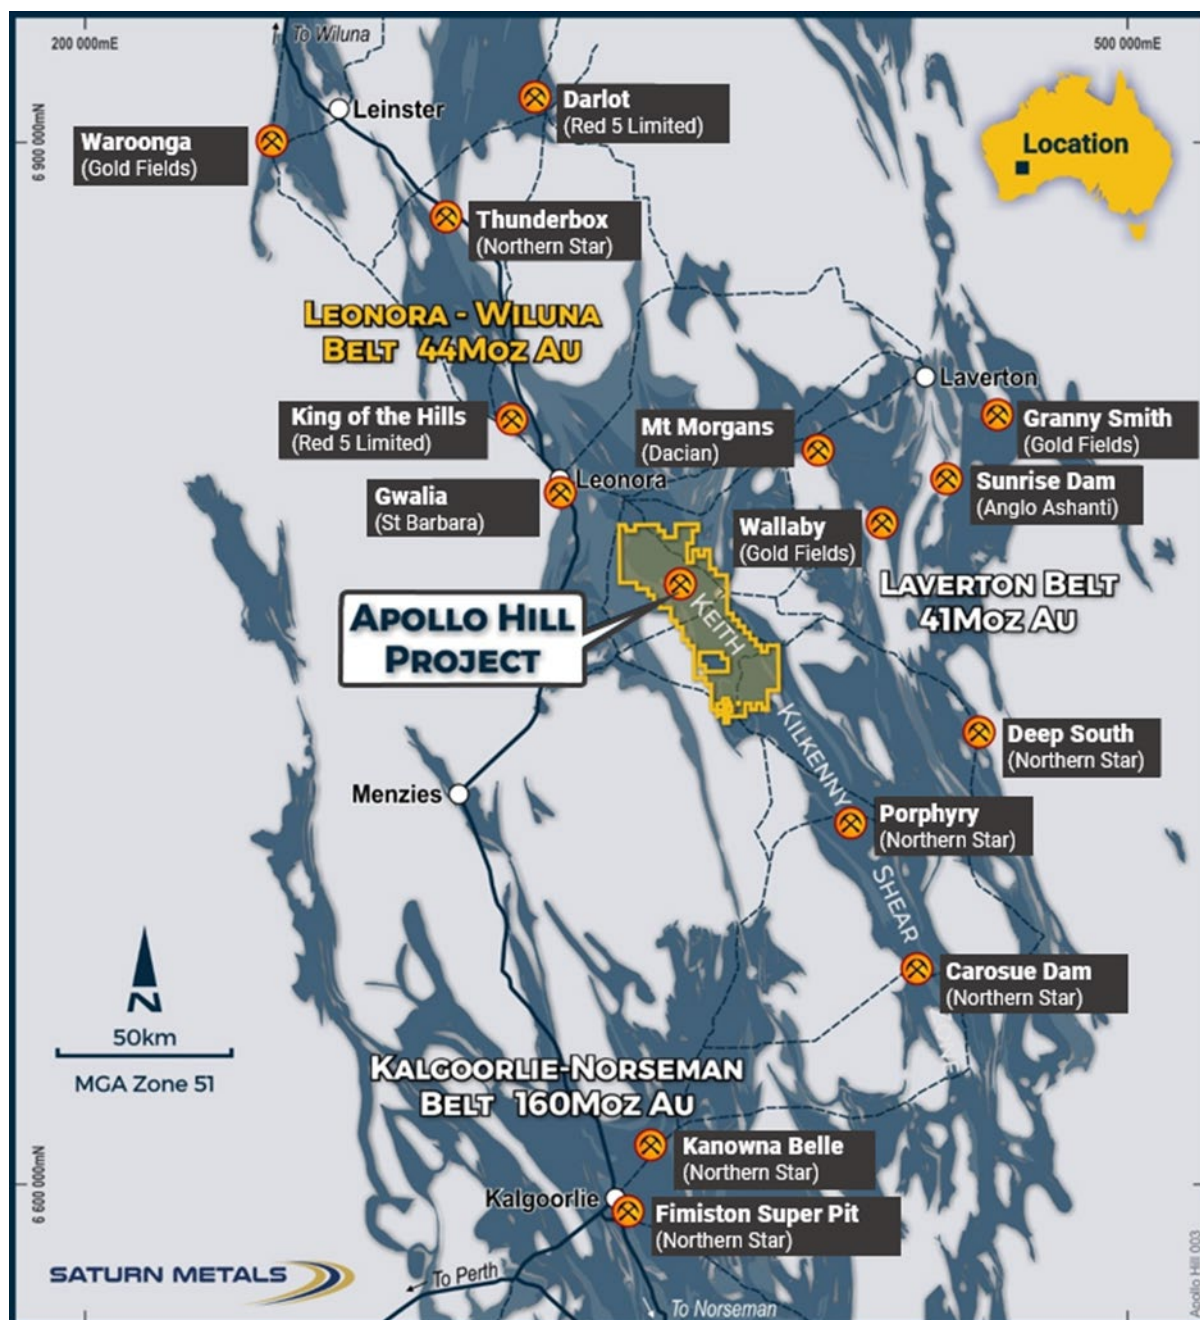 To Wiluna
200 000mE
500 000mE
6 900 000mN
Leinster
Darlot
(Red 5 Limited)
Waroonga
(Gold Fields)
Location
Thunderbox
(Northern Star)
LEONORA - WILUNA
BELT 44MOZ AU
Laverton
King of the Hills
(Red 5 Limited)
Mt Morgans
(Dacian)
Granny Smith
(Gold Fields)
Leonora
Gwalia
(St Barbara)
Sunrise Dam
(Anglo Ashanti)
Wallaby
(Gold Fields)
LAVERTON BELT
41MOZ AU
APOLLO HILL
PROJECT
KEITH
KILKENNY
SHEAR
ZONE
Deep South
(Northern Star)
Menzies
Porphyry
(Northern Star)
Carosue Dam
(Northern Star)
N
50km
MGA Zone 51
KALGOORLIE-NORSEMAN
BELT 160MOZ AU
Kanowna Belle
(Northern Star)
6 600 000mN
Kalgoorlie
Fimiston Super Pit
(Northern Star)
SATURN METALS
To Perth
To Norseman
Apollo Hill 003